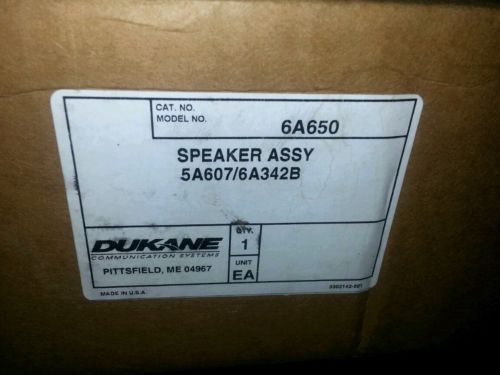 CAT. NO.
MODEL NO. 6A650
SPEAKER ASSY
5A607/6A342B
DUKANE
COMMUNICATION SYSTEMS
PITTSFIELD, ME 04967
QTY.
1
UNIT
EA
MADE IN U.S.A.